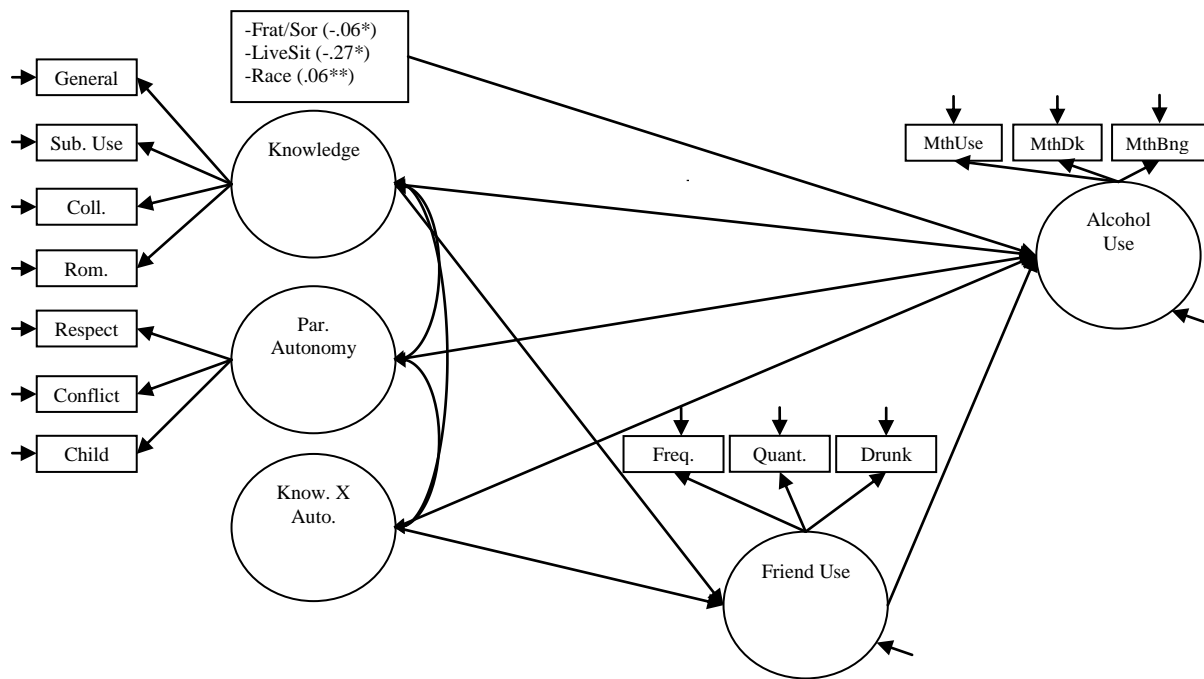 -Frat/Sor (-.06*)
-LiveSit (-.27*)
-Race (.06**)
General
Sub. Use
Coll.
Rom.
Knowledge
Respect
Conflict
Child
Par.
Autonomy
Know. X
Auto.
MthUse
MthDk
MthBng
Alcohol
Use
Freq.
Quant.
Drunk
Friend Use